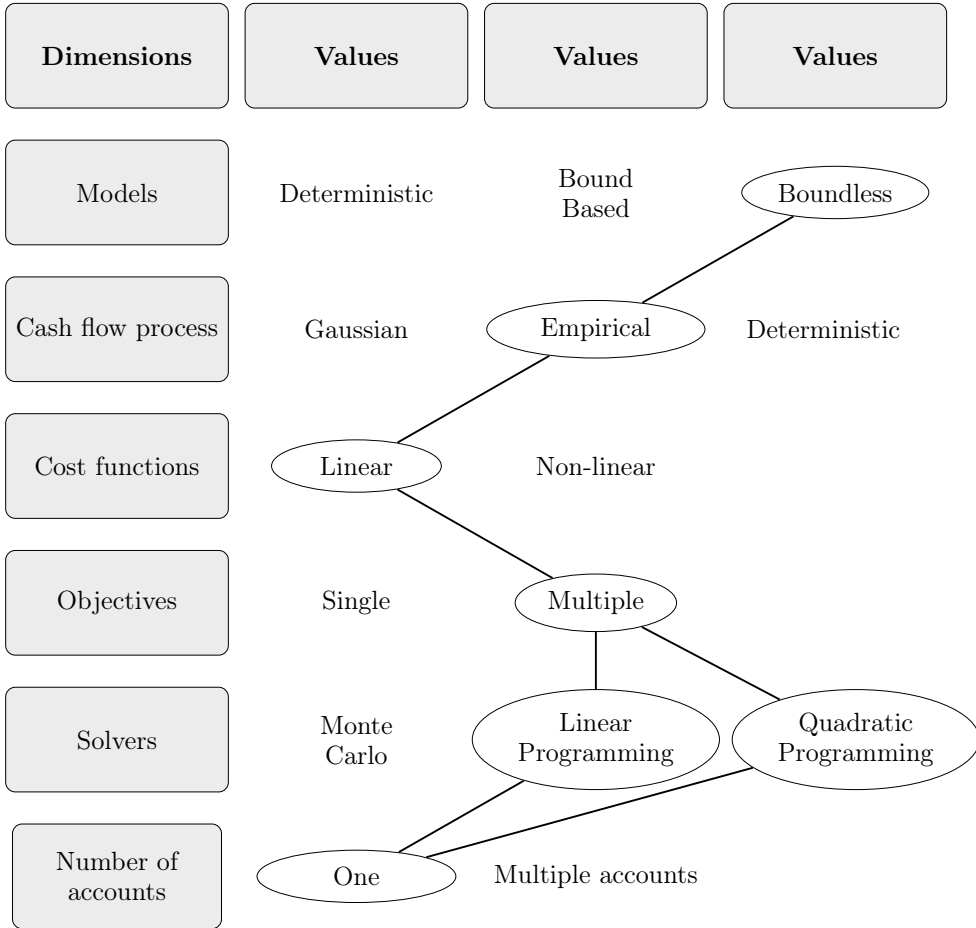 Dimensions
Values
Values
Values
Models
Deterministic
Bound
Based
Boundless
Cash flow process
Gaussian
Empirical
Deterministic
Cost functions
Linear
Non-linear
Objectives
Single
Multiple
Solvers
Monte
Carlo
Linear
Programming
Quadratic
Programming
Number of
accounts
One
Multiple accounts